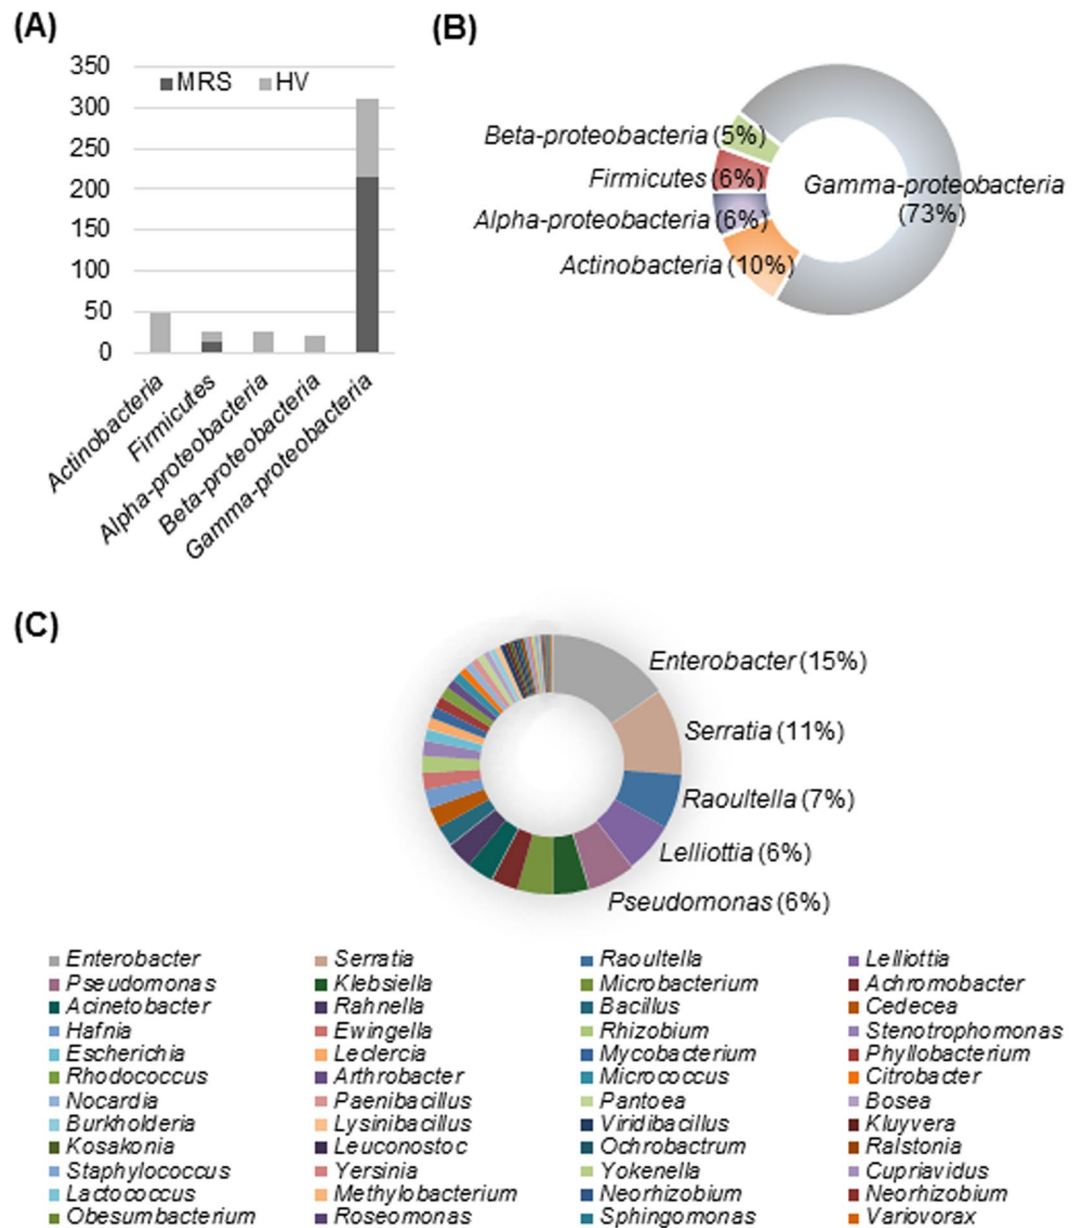 (A)
350
300
250
200
150
100
50
0
MRS HV
Actinobacteria
Firmicutes
Alpha-proteobacteria
Beta-proteobacteria
Gamma-proteobacteria
(B)
Beta-proteobacteria (5%)
Firmicutes (6%)
Alpha-proteobacteria (6%)
Actinobacteria (10%)
Gamma-proteobacteria
(73%)
(C)
Enterobacter (15%)
Serratia (11%)
Raoultella (7%)
Lelliottia (6%)
Pseudomonas (6%)
Enterobacter Serratia Raoultella Lelliottia
Pseudomonas Klebsiella Microbacterium Achromobacter
Acinetobacter Rahnella Bacillus Cedecea
Hafnia Ewingella Rhizobium Stenotrophomonas
Escherichia Leclercia Mycobacterium Phyllobacterium
Rhodococcus Arthrobacter Micrococcus Citrobacter
Nocardia Paenibacillus Pantoea Bosea
Burkholderia Lysinibacillus Viridibacillus Kluyvera
Kosakonia Leuconostoc Ochrobactrum Ralstonia
Staphylococcus Yersinia Yokenella Cupriavidus
Lactococcus Methylobacterium Neorhizobium Neorhizobium
Obesumbacterium Roseomonas Sphingomonas Variovorax